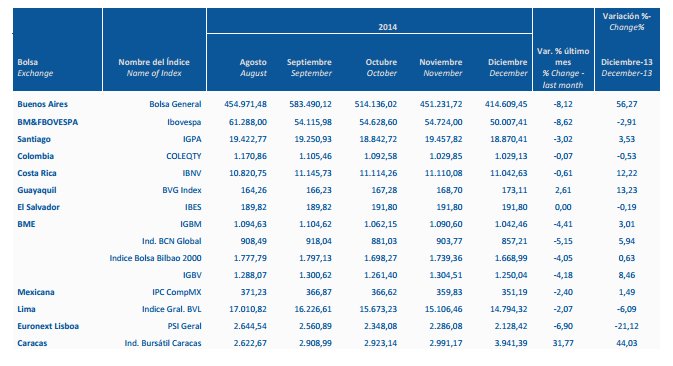 2014
Variación %-
Change%
Bolsa Nombre del Índice Agosto Septiembre Octubre Noviembre Diciembre Var. % último mes Diciembre-13
Exchange Name of Index August September October November December % Change - last month December-13
Buenos Aires Bolsa General 454.971,48 583.490,12 514.136,02 451.231,72 414.609,45 -8,12 56,27
BM&FBOVESPA Ibovespa 61.288,00 54.115,98 54.628,60 54.724,00 50.007,41 -8,62 -2,91
Santiago IGPA 19.422,77 19.250,93 18.842,72 19.457,82 18.870,41 -3,02 3,53
Colombia COLEQTY 1.170,86 1.105,46 1.092,58 1.029,85 1.029,13 -0,07 -0,53
Costa Rica IBNV 10.820,75 11.145,73 11.114,26 11.110,08 11.042,63 -0,61 12,22
Guayaquil BVG Index 164,26 166,23 167,28 168,70 173,11 2,61 13,23
El Salvador IBES 189,82 189,82 191,80 191,80 191,80 0,00 -0,19
BME IGBM 1.094,63 1.104,62 1.062,15 1.090,60 1.042,46 -4,41 3,01
Ind. BCN Global 908,49 918,04 881,03 903,77 857,21 -5,15 5,94
Indice Bolsa Bilbao 2000 1.777,79 1.797,13 1.698,27 1.739,36 1.668,99 -4,05 0,63
IGBV 1.288,07 1.300,62 1.261,40 1.304,51 1.250,04 -4,18 8,46
Mexicana IPC CompMX 371,23 366,87 366,62 359,83 351,19 -2,40 1,49
Lima Indice Gral. BVL 17.010,82 16.226,61 15.673,23 15.106,46 14.794,32 -2,07 -6,09
Euronext Lisboa PSI Geral 2.644,54 2.560,89 2.348,08 2.286,08 2.128,42 -6,90 -21,12
Caracas Ind. Bursátil Caracas 2.622,67 2.908,99 2.923,14 2.991,17 3.941,39 31,77 44,03